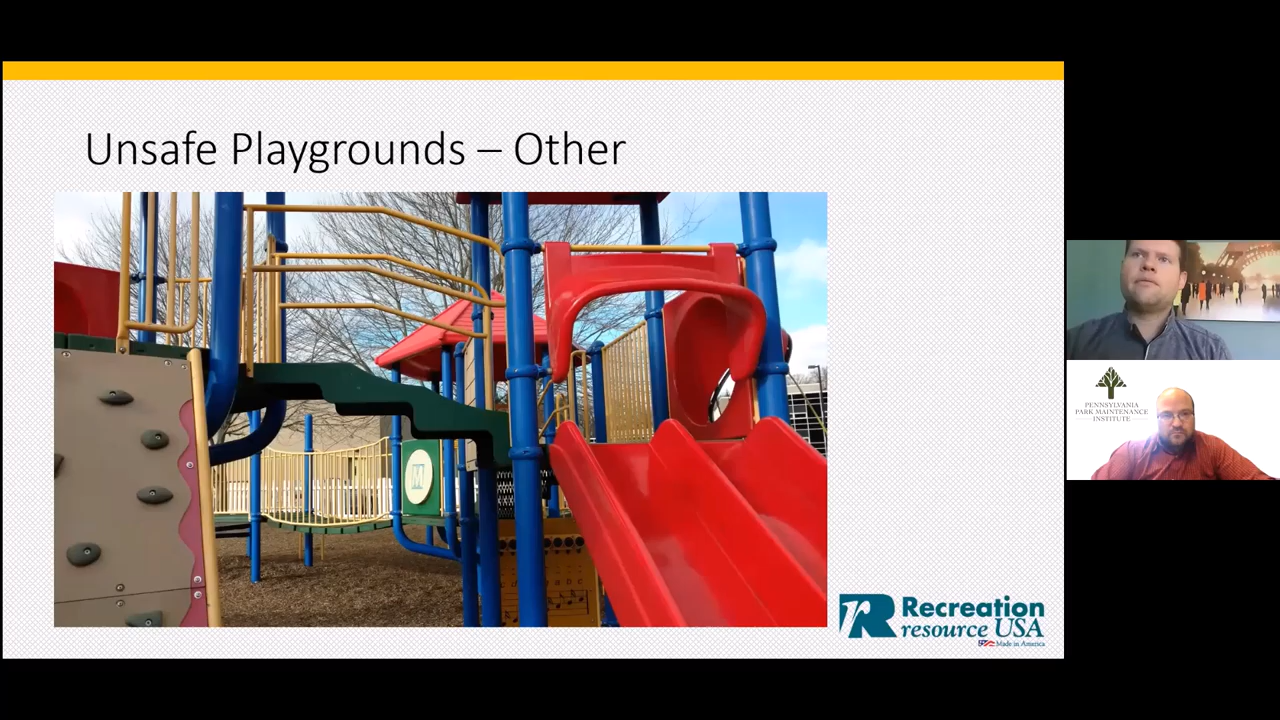 Unsafe Playgrounds – Other
M
Recreation
resource USA
Made in America
PENNSYLVANIA
PARK MAINTENANCE
INSTITUTE